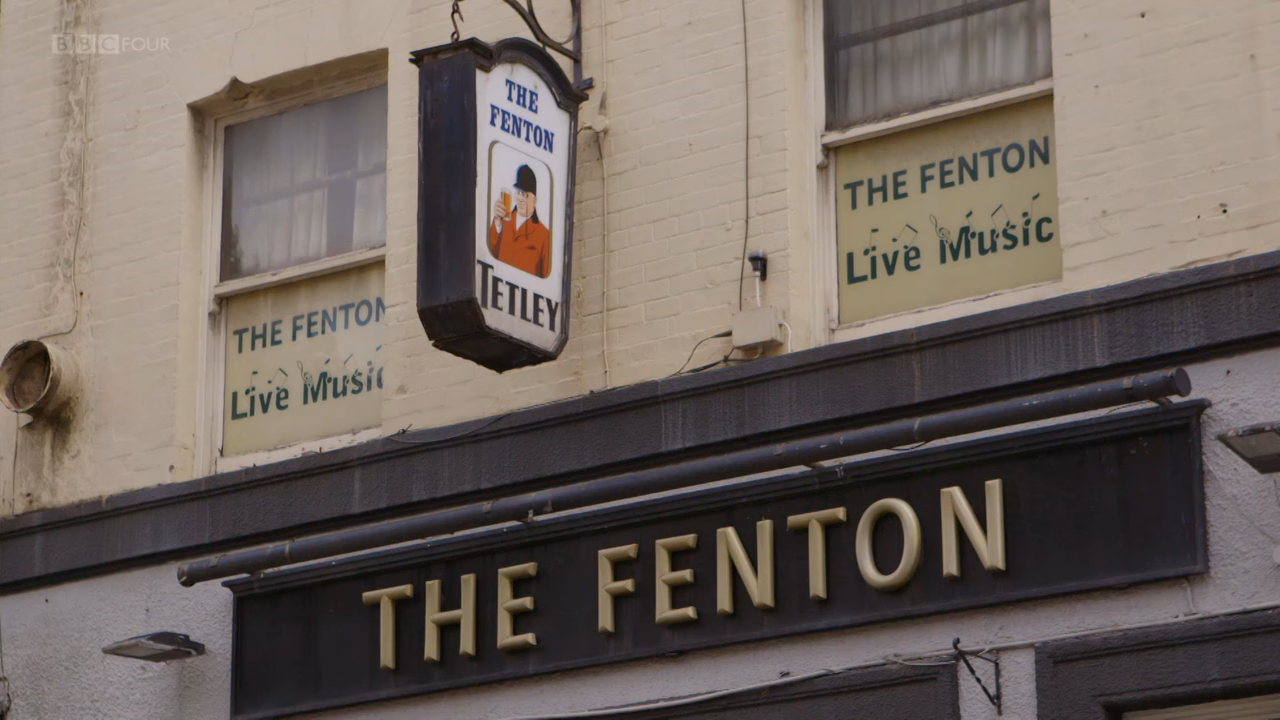 BBC FOUR
THE
FENTON
TETLEY
THE FENTON
Live Music
THE FENTON
Live Music
THE FENTON